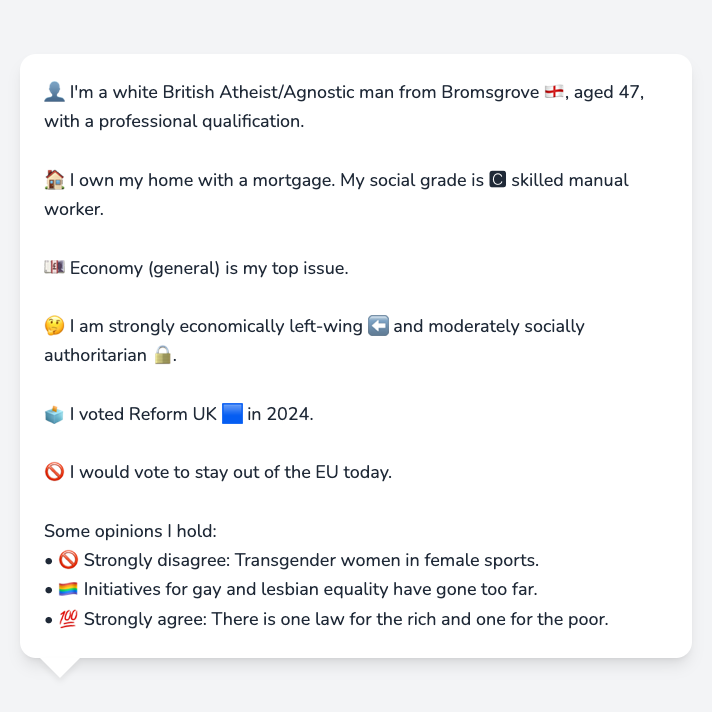 👤 I'm a white British Atheist/Agnostic man from Bromsgrove 🏴󠁧󠁢󠁥󠁮󠁧󠁿, aged 47,
with a professional qualification.
🏠 I own my home with a mortgage. My social grade is 🅲 skilled manual
worker.
💷 Economy (general) is my top issue.
🤔 I am strongly economically left-wing ⬅️ and moderately socially
authoritarian 🔒.
🗳️ I voted Reform UK 🟦 in 2024.
🚫 I would vote to stay out of the EU today.
Some opinions I hold:
• 🚫 Strongly disagree: Transgender women in female sports.
• 🏳️‍🌈 Initiatives for gay and lesbian equality have gone too far.
• 💯 Strongly agree: There is one law for the rich and one for the poor.